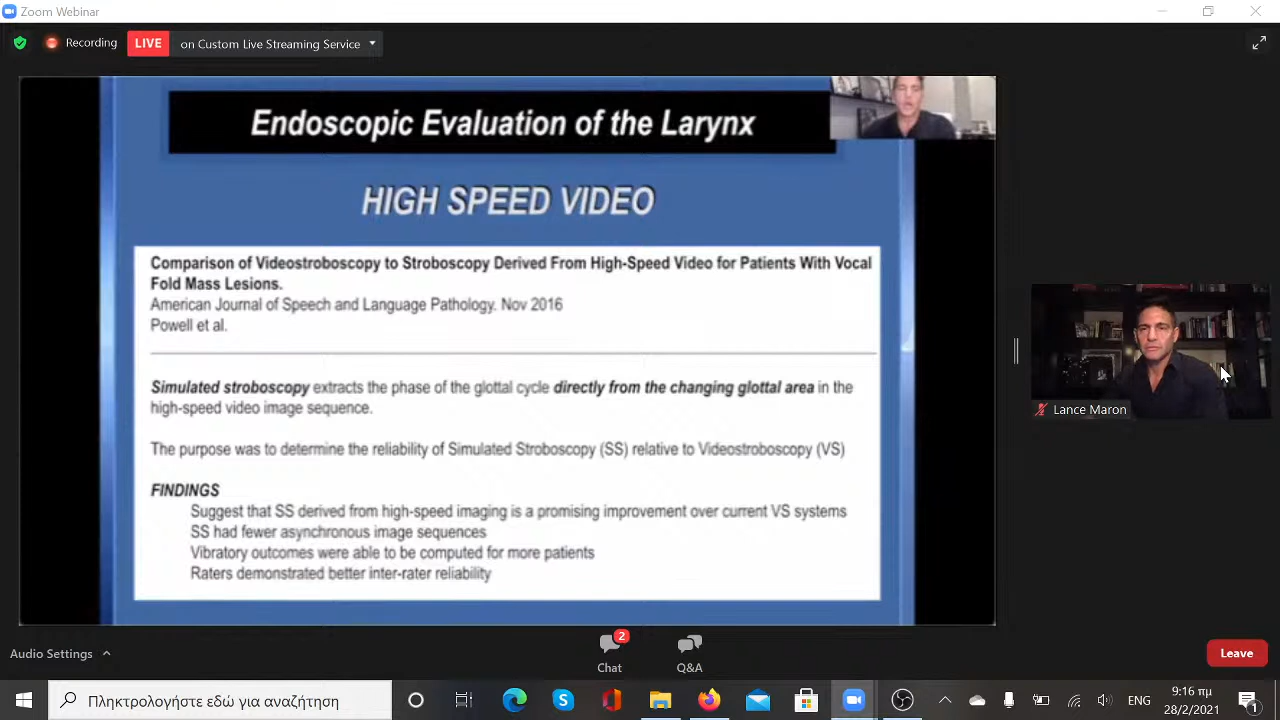 Zoom Webinar
Recording
LIVE
on Custom Live Streaming Service
Endoscopic Evaluation of the Larynx
HIGH SPEED VIDEO
Comparison of Videostroboscopy to Stroboscopy Derived From High-Speed Video for Patients With Vocal
Fold Mass Lesions.
American Journal of Speech and Language Pathology. Nov 2016
Powell et al.
Simulated stroboscopy extracts the phase of the glottal cycle directly from the changing glottal area in the
high-speed video image sequence.
The purpose was to determine the reliability of Simulated Stroboscopy (SS) relative to Videostroboscopy (VS)
FINDINGS
Suggest that SS derived from high-speed imaging is a promising improvement over current VS systems
SS had fewer asynchronous image sequences
Vibratory outcomes were able to be computed for more patients
Raters demonstrated better inter-rater reliability
Lance Maron
Audio Settings
2
Chat
Q&A
Leave
Πληκτρολογήστε εδώ για αναζήτηση
ENG
9:16 πμ
28/2/2021
1